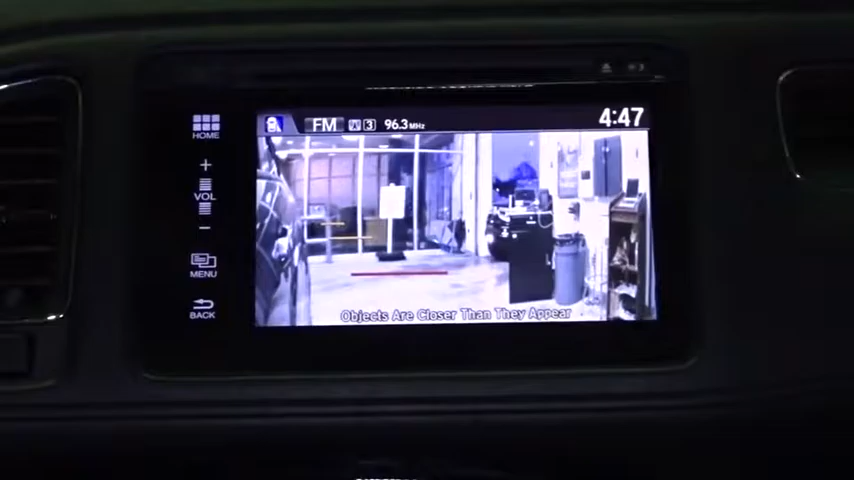 FM 3 96.3 MHz 4:47
HOME
+
VOL
−
MENU
BACK
Objects Are Closer Than They Appear